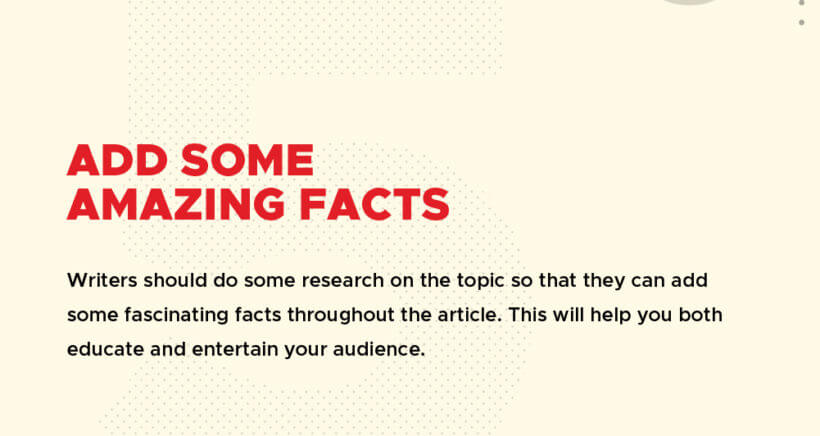 ADD SOME
AMAZING FACTS
Writers should do some research on the topic so that they can add
some fascinating facts throughout the article. This will help you both
educate and entertain your audience.